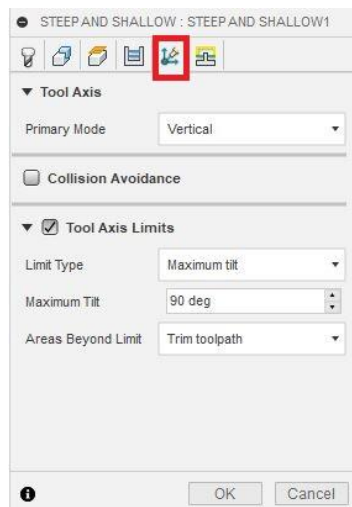 STEEP AND SHALLOW : STEEP AND SHALLOW1
Tool Axis
Primary Mode Vertical
Collision Avoidance
Tool Axis Limits
Limit Type Maximum tilt
Maximum Tilt 90 deg
Areas Beyond Limit Trim toolpath
OK Cancel